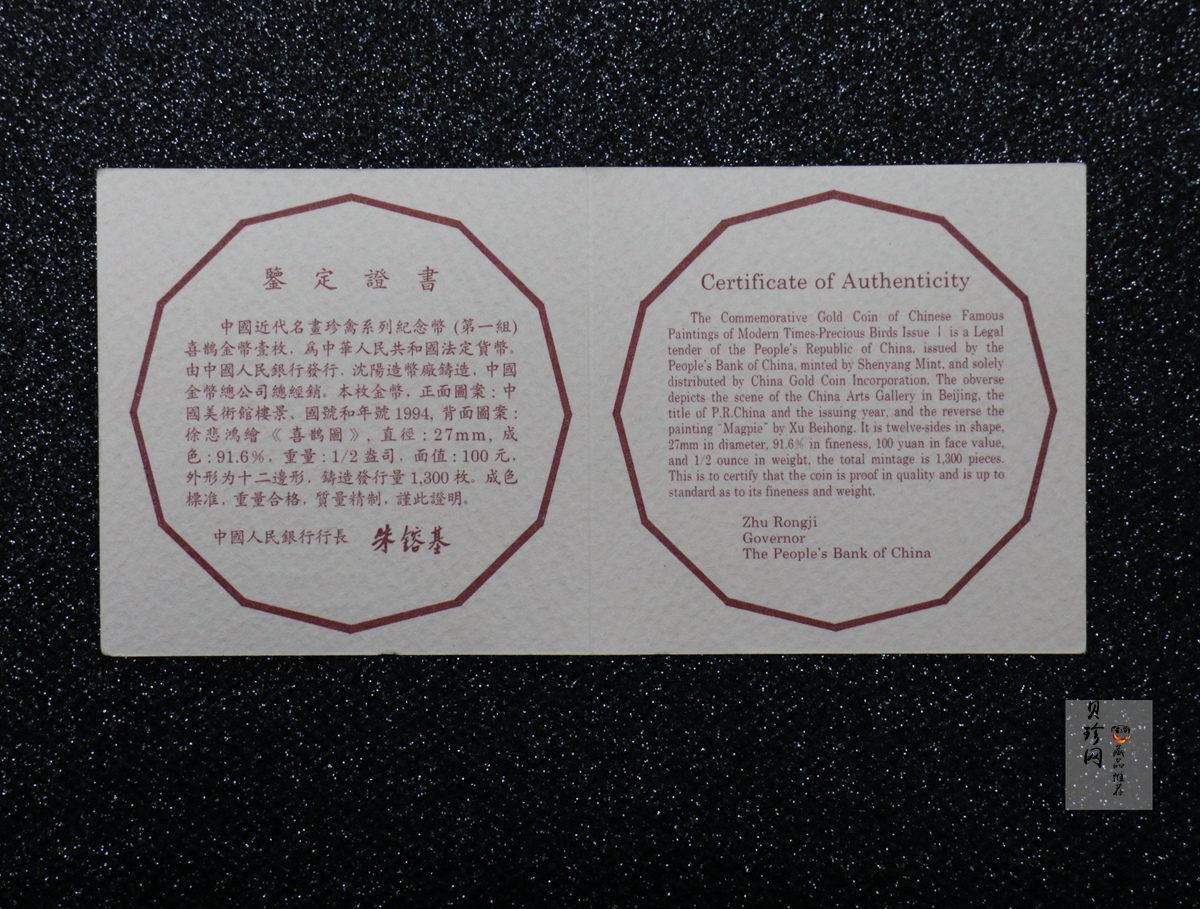 鑒定證書
中國近代名畫珍禽系列紀念幣(第一組)
喜鵲金幣壹枚，爲中華人民共和國法定貨幣。
由中國人民銀行發行，沈陽造幣廠鑄造，中國
金幣總公司總經銷。本枚金幣，正面圖案：中
國美術館樓景、國號和年號1994，背面圖案：
徐悲鴻繪《喜鵲圖》，直徑：27mm，成
色：91.6%，重量：1/2盎司，面值：100元，
外形为十二邊形，鑄造發行量1,300枚。成色
標准，重量合格，質量精制，謹此證明。
中國人民銀行行長 朱鎔基
Certificate of Authenticity
The Commemorative Gold Coin of Chinese Famous
Paintings of Modern Times-Precious Birds Issue I is a Legal
tender of the People's Republic of China, issued by the
People's Bank of China, minted by Shenyang Mint, and solely
distributed by China Gold Coin Incorporation. The obverse
depicts the scene of the China Arts Gallery in Beijing, the
title of P.R.China and the issuing year, and the reverse the
painting "Magpie" by Xu Beihong. It is twelve-sides in shape,
27mm in diameter, 91.6% in fineness, 100 yuan in face value,
and 1/2 ounce in weight, the total mintage is 1,300 pieces.
This is to certify that the coin is proof in quality and is up to
standard as to its fineness and weight.
Zhu Rongji
Governor
The People's Bank of China
贝珍网
藏品推荐